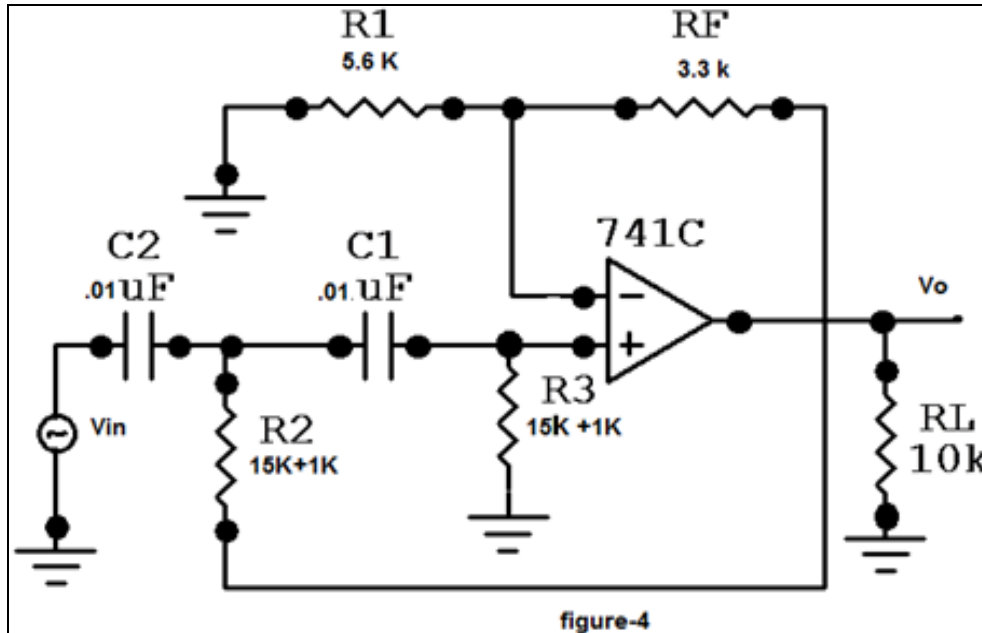 R1
5.6 K
RF
3.3 k
C2
.01uF
C1
.01uF
741C
Vo
Vin
R2
15K+1K
R3
15k +1K
RL
10k
figure-4